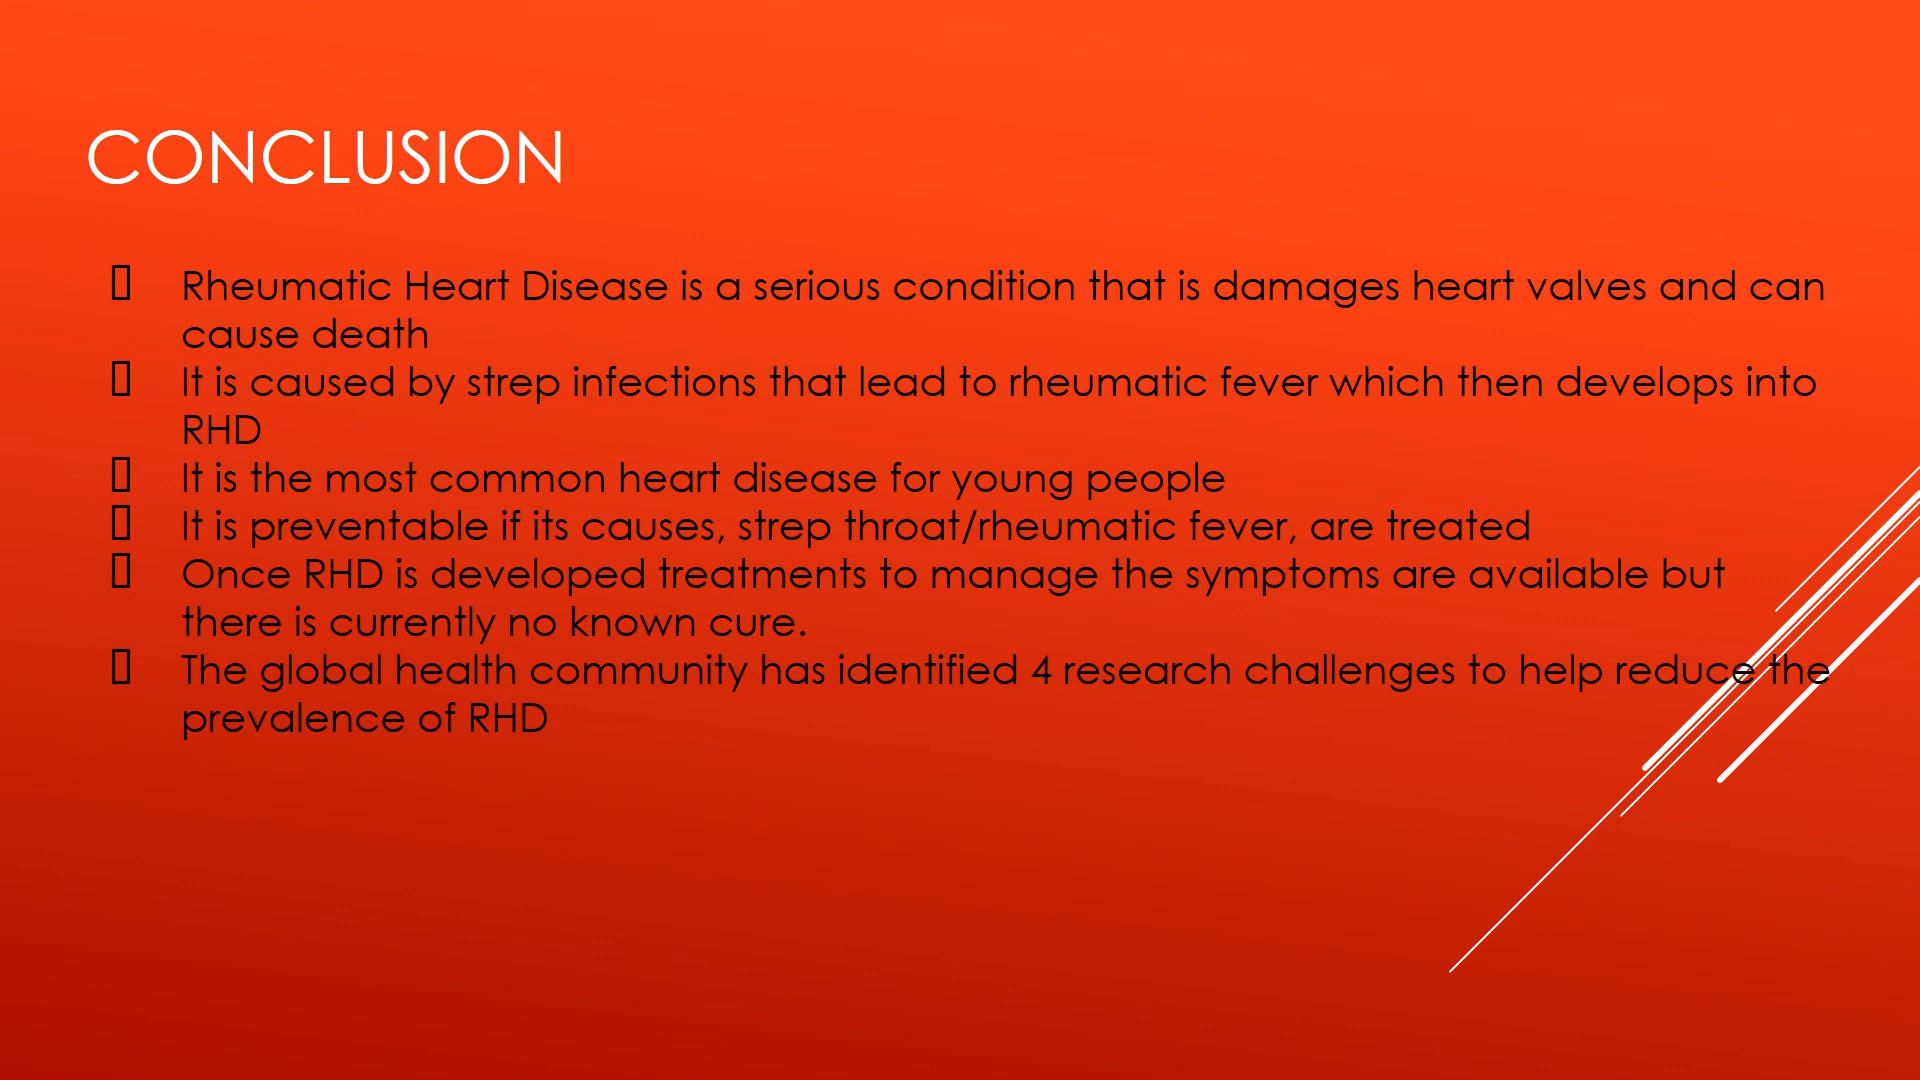 CONCLUSION
▯ Rheumatic Heart Disease is a serious condition that is damages heart valves and can
cause death
▯ It is caused by strep infections that lead to rheumatic fever which then develops into
RHD
▯ It is the most common heart disease for young people
▯ It is preventable if its causes, strep throat/rheumatic fever, are treated
▯ Once RHD is developed treatments to manage the symptoms are available but
there is currently no known cure.
▯ The global health community has identified 4 research challenges to help reduce the
prevalence of RHD